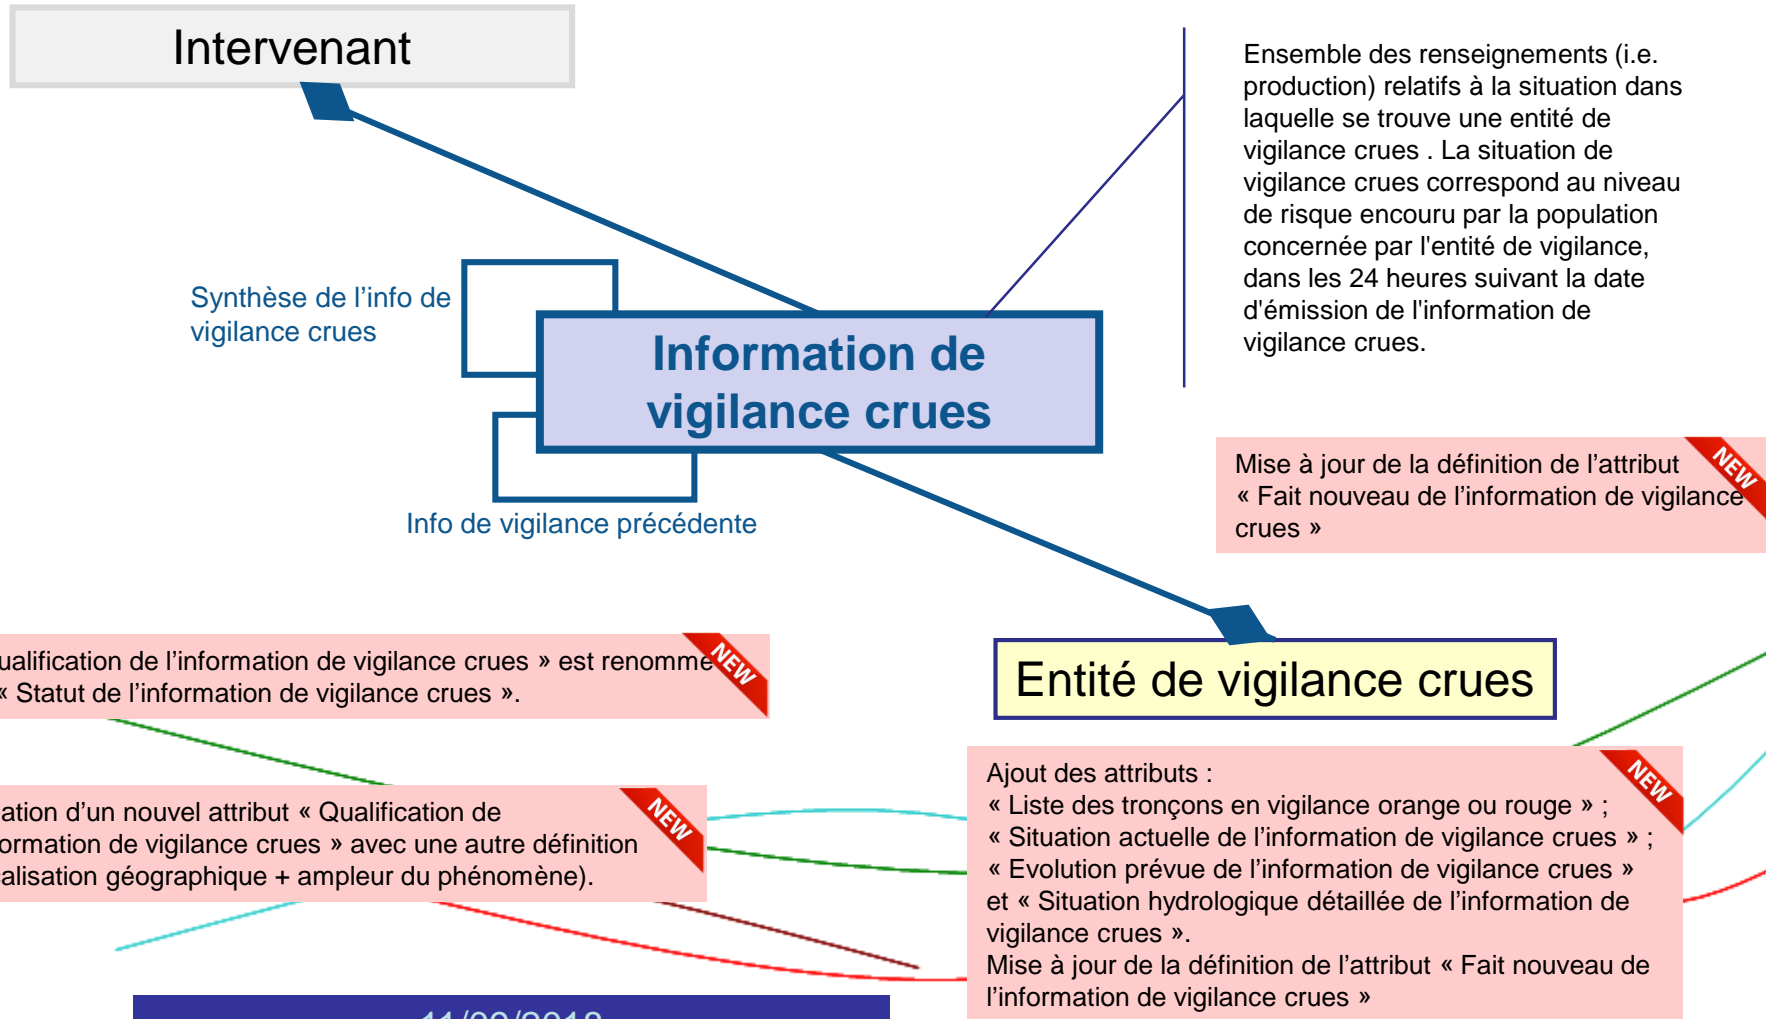 Intervenant
Ensemble des renseignements (i.e.
production) relatifs à la situation dans
laquelle se trouve une entité de
vigilance crues . La situation de
vigilance crues correspond au niveau
de risque encouru par la population
concernée par l'entité de vigilance,
dans les 24 heures suivant la date
d'émission de l'information de
vigilance crues.
Synthèse de l’info de
vigilance crues
Information de
vigilance crues
Info de vigilance précédente
Mise à jour de la définition de l’attribut
« Fait nouveau de l’information de vigilance
crues »
NEW
ualification de l’information de vigilance crues » est renommé
« Statut de l’information de vigilance crues ».
NEW
Entité de vigilance crues
ation d’un nouvel attribut « Qualification de
ormation de vigilance crues » avec une autre définition
calisation géographique + ampleur du phénomène).
NEW
Ajout des attributs :
« Liste des tronçons en vigilance orange ou rouge » ;
« Situation actuelle de l’information de vigilance crues » ;
« Evolution prévue de l’information de vigilance crues »
et « Situation hydrologique détaillée de l’information de
vigilance crues ».
Mise à jour de la définition de l’attribut « Fait nouveau de
l’information de vigilance crues »
NEW